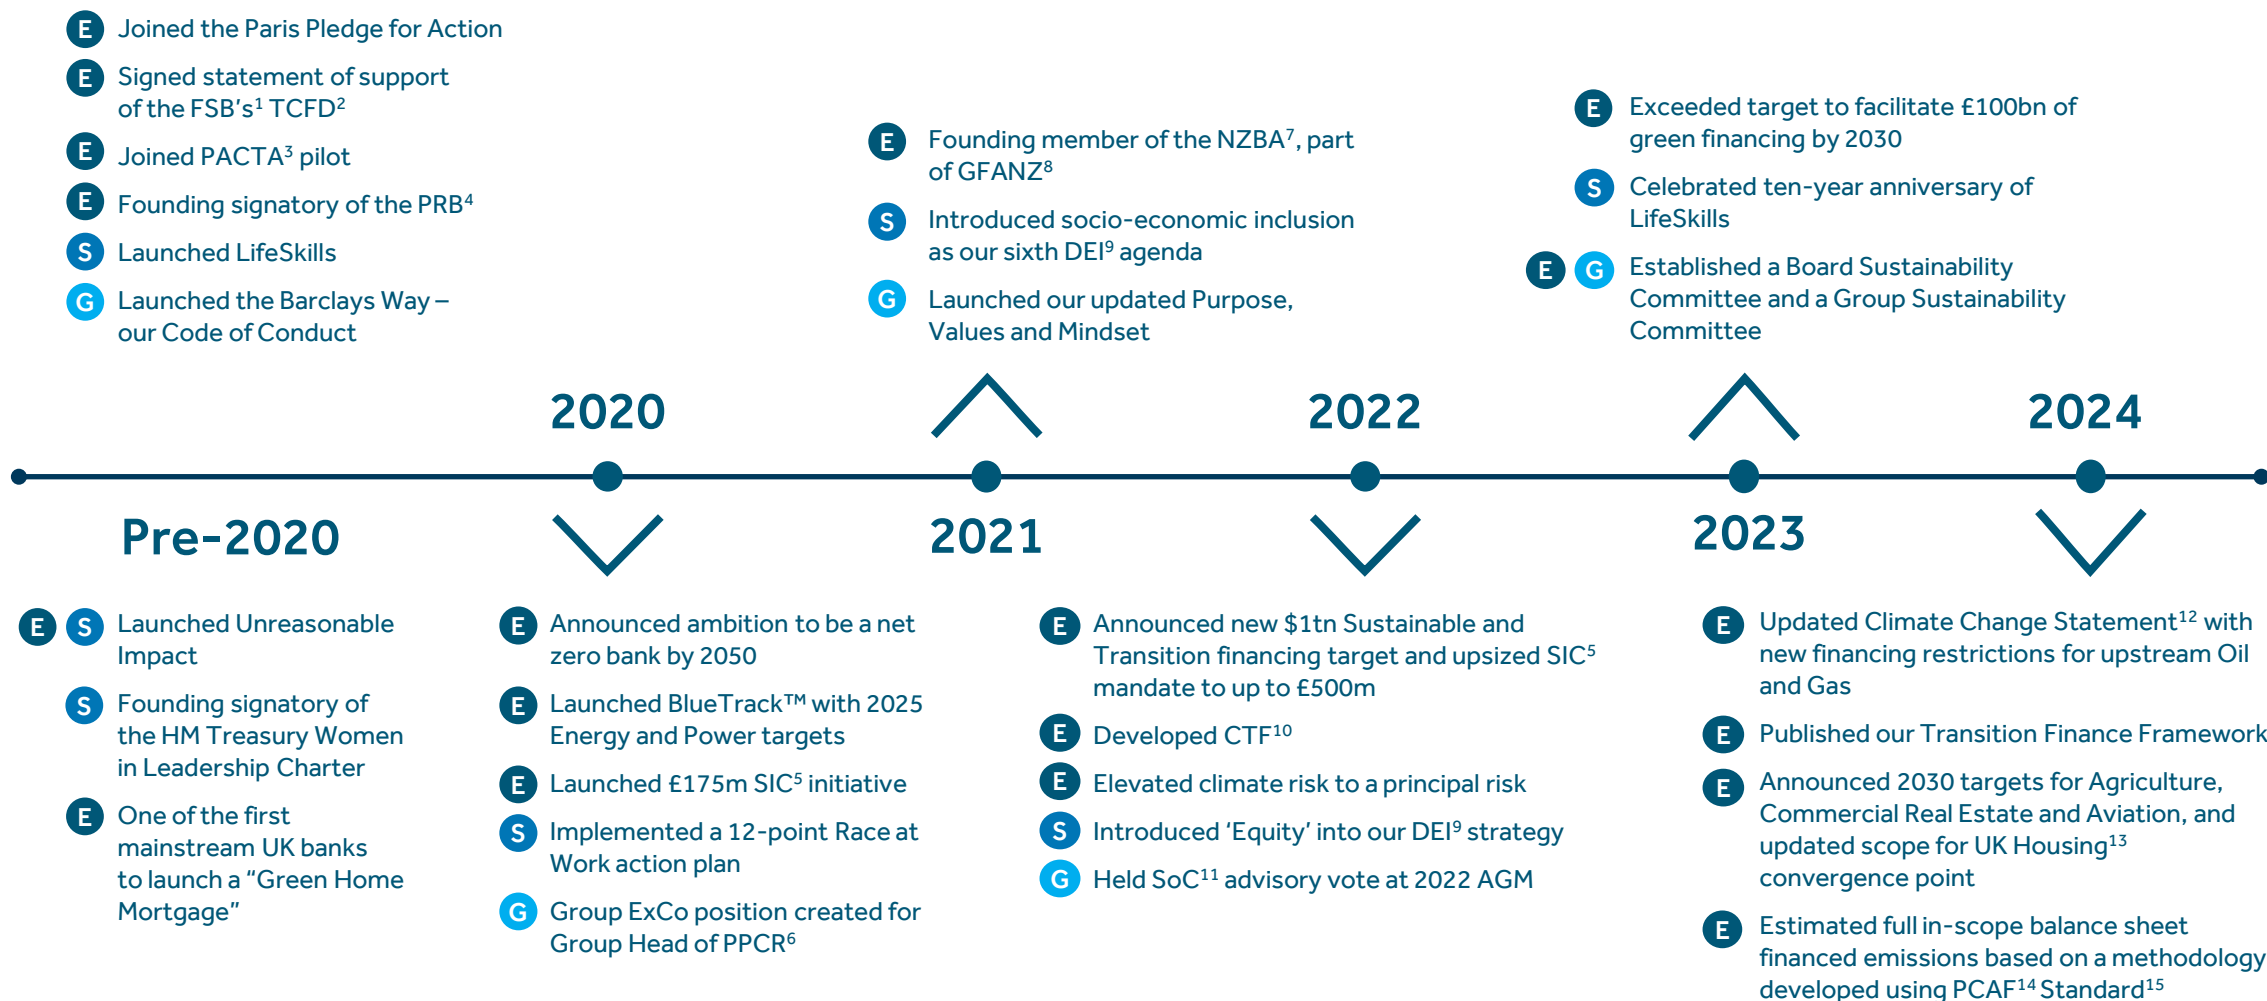 E Joined the Paris Pledge for Action
E Signed statement of support
of the FSB's¹ TCFD²
E Joined PACTA³ pilot
E Founding signatory of the PRB⁴
S Launched LifeSkills
G Launched the Barclays Way –
our Code of Conduct
E Founding member of the NZBA⁷, part
of GFANZ⁸
S Introduced socio-economic inclusion
as our sixth DEI⁹ agenda
G Launched our updated Purpose,
Values and Mindset
E Exceeded target to facilitate £100bn of
green financing by 2030
S Celebrated ten-year anniversary of
LifeSkills
E G Established a Board Sustainability
Committee and a Group Sustainability
Committee
2020
2022
2024
Pre-2020
2021
2023
E S Launched Unreasonable
Impact
S Founding signatory of
the HM Treasury Women
in Leadership Charter
E One of the first
mainstream UK banks
to launch a “Green Home
Mortgage”
E Announced ambition to be a net
zero bank by 2050
E Launched BlueTrack™ with 2025
Energy and Power targets
E Launched £175m SIC⁵ initiative
S Implemented a 12-point Race at
Work action plan
G Group ExCo position created for
Group Head of PPCR⁶
E Announced new $1tn Sustainable and
Transition financing target and upsized SIC⁵
mandate to up to £500m
E Developed CTF¹⁰
E Elevated climate risk to a principal risk
S Introduced ‘Equity’ into our DEI⁹ strategy
G Held SoC¹¹ advisory vote at 2022 AGM
E Updated Climate Change Statement¹² with
new financing restrictions for upstream Oil
and Gas
E Published our Transition Finance Framework
E Announced 2030 targets for Agriculture,
Commercial Real Estate and Aviation, and
updated scope for UK Housing¹³
convergence point
E Estimated full in-scope balance sheet
financed emissions based on a methodology
developed using PCAF¹⁴ Standard¹⁵